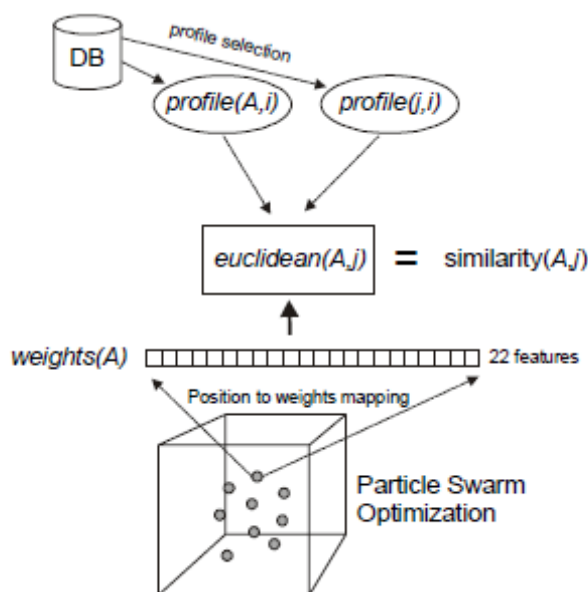 DB
profile selection
profile(A,i)
profile(j,i)
euclidean(A,j) = similarity(A,j)
weights(A)
22 features
Position to weights mapping
Particle Swarm
Optimization